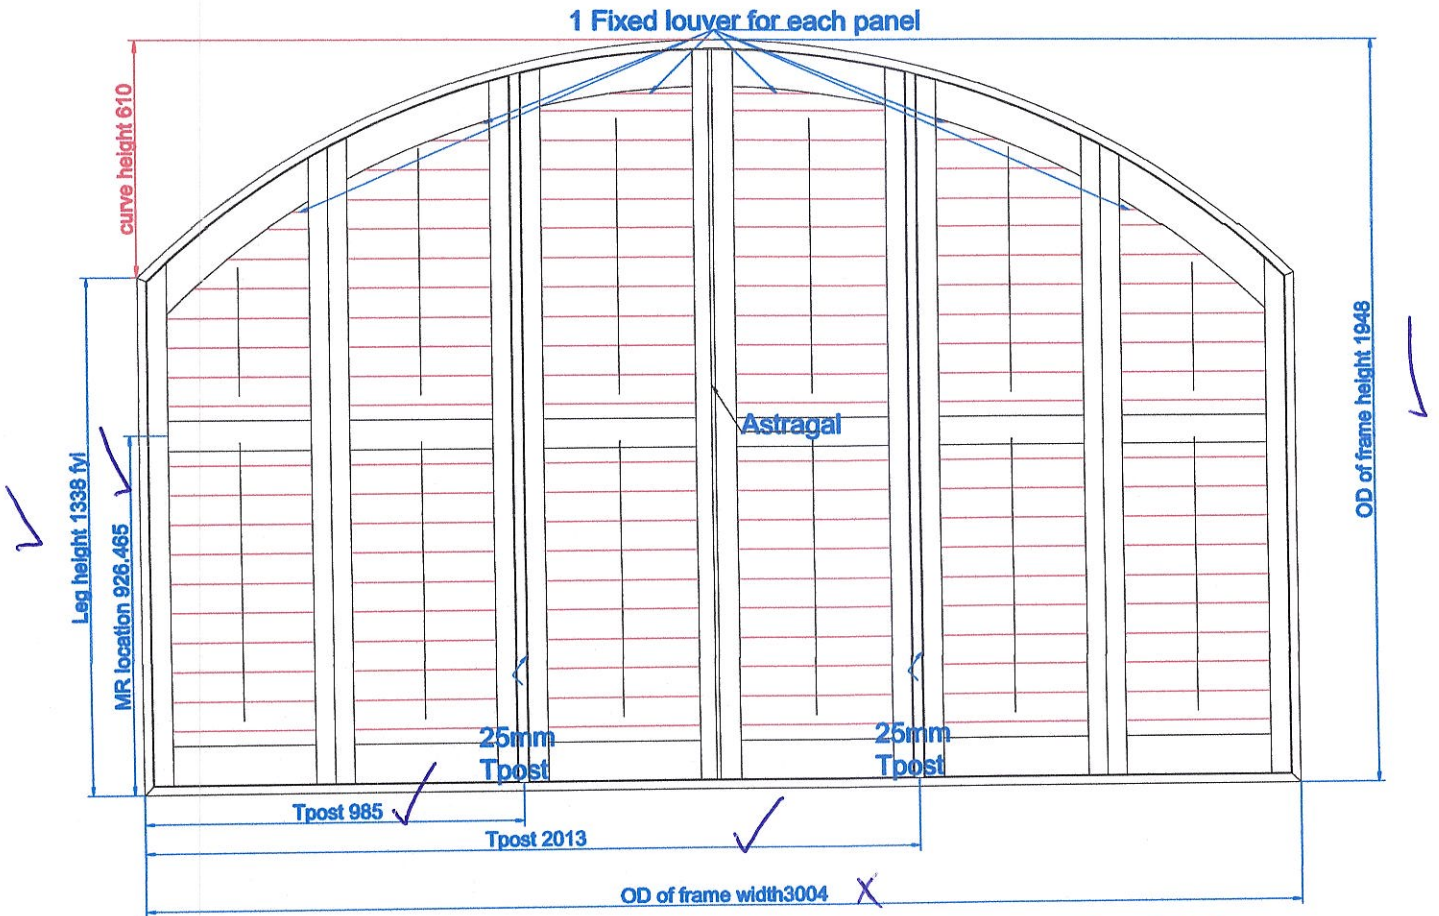 1 Fixed louver for each panel
curve height 610
Astragal
OD of frame height 1948
Leg height 1338 fyl
MR location 926.465
25mm
Tpost
25mm
Tpost
Tpost 985
Tpost 2013
OD of frame width3004 X